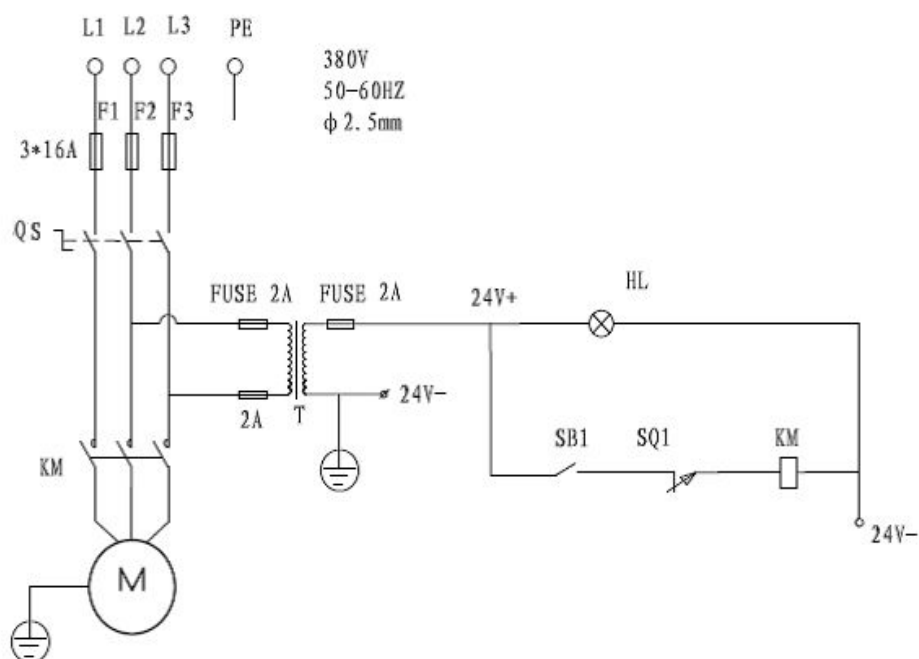 L1 L2 L3 PE
380V
50-60HZ
ϕ2.5mm
F1 F2 F3
3*16A
QS
FUSE 2A FUSE 2A
24V+
HL
2A
T
24V-
SB1 SQ1 KM
KM
24V-
M